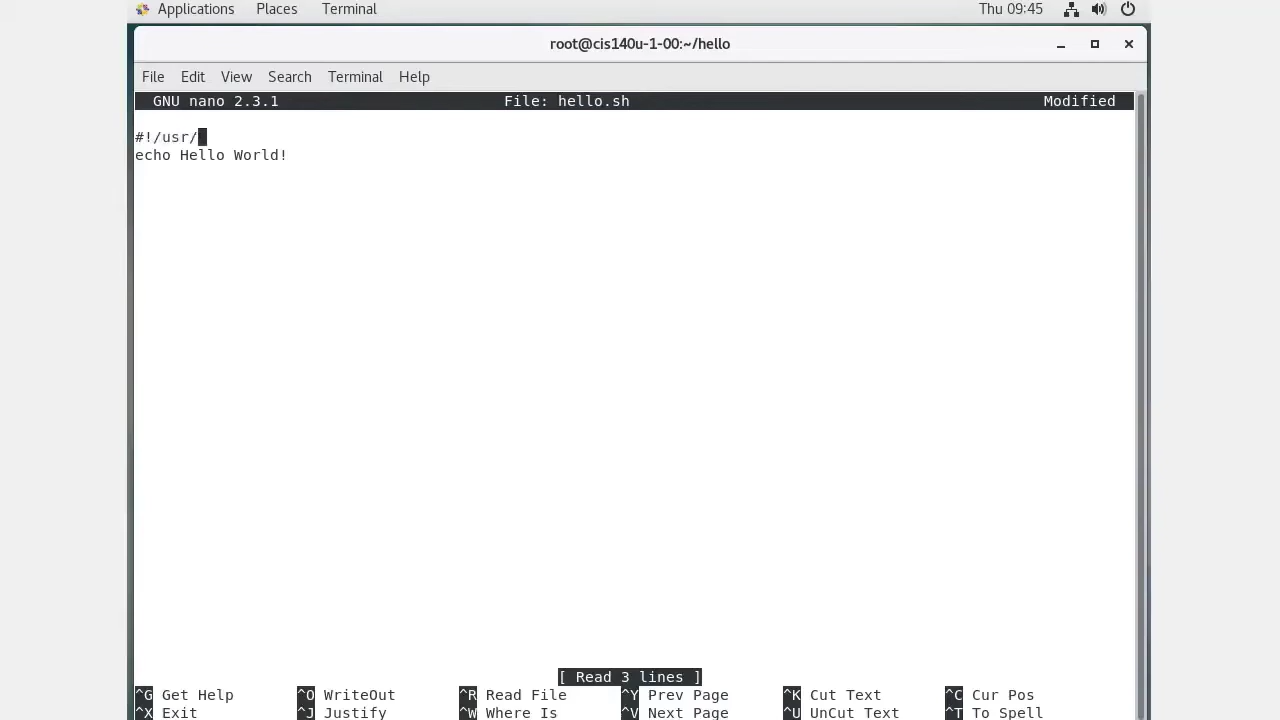 Applications Places Terminal Thu 09:45
root@cis140u-1-00:~/hello
File Edit View Search Terminal Help
GNU nano 2.3.1 File: hello.sh Modified
#!/usr/
echo Hello World!
[ Read 3 lines ]
^G Get Help ^O WriteOut ^R Read File ^Y Prev Page ^K Cut Text ^C Cur Pos
^X Exit ^J Justify ^W Where Is ^V Next Page ^U UnCut Text ^T To Spell